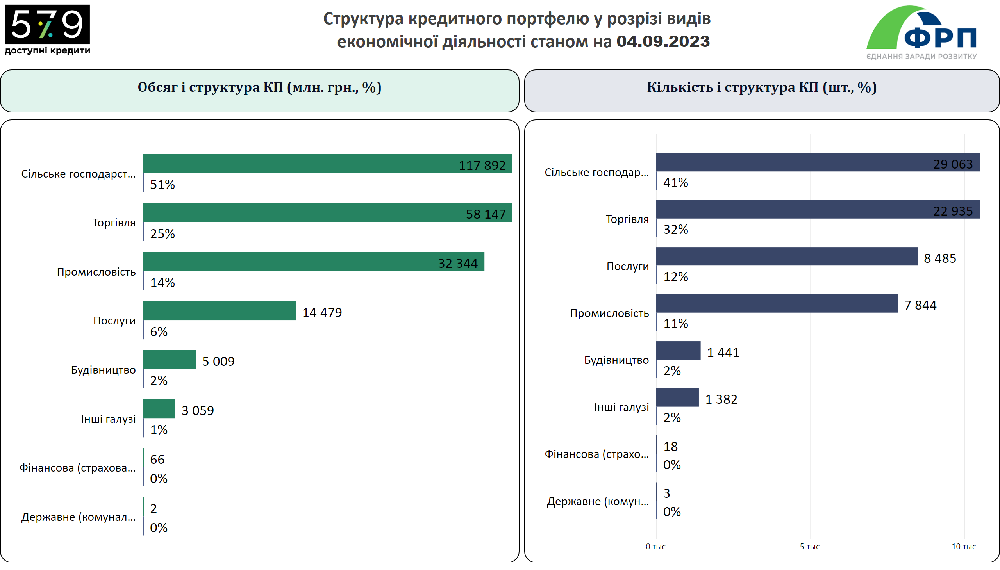 579
доступні кредити
Структура кредитного портфелю у розрізі видів
економічної діяльності станом на 04.09.2023
ФРП
ЄДНАННЯ ЗАРАДИ РОЗВИТКУ
Обсяг і структура КП (млн. грн., %)
Сільське господарст...
117 892
51%
Торгівля
58 147
25%
Промисловість
32 344
14%
Послуги
14 479
6%
Будівництво
5 009
2%
Інші галузі
3 059
1%
Фінансова (страхова...
66
0%
Державне (комунал...
2
0%
Кількість і структура КП (шт., %)
Сільське господар...
29 063
41%
Торгівля
22 935
32%
Послуги
8 485
12%
Промисловість
7 844
11%
Будівництво
1 441
2%
Інші галузі
1 382
2%
Фінансова (страхо...
18
0%
Державне (комун...
3
0%
0 тыс.
5 тыс.
10 тыс.